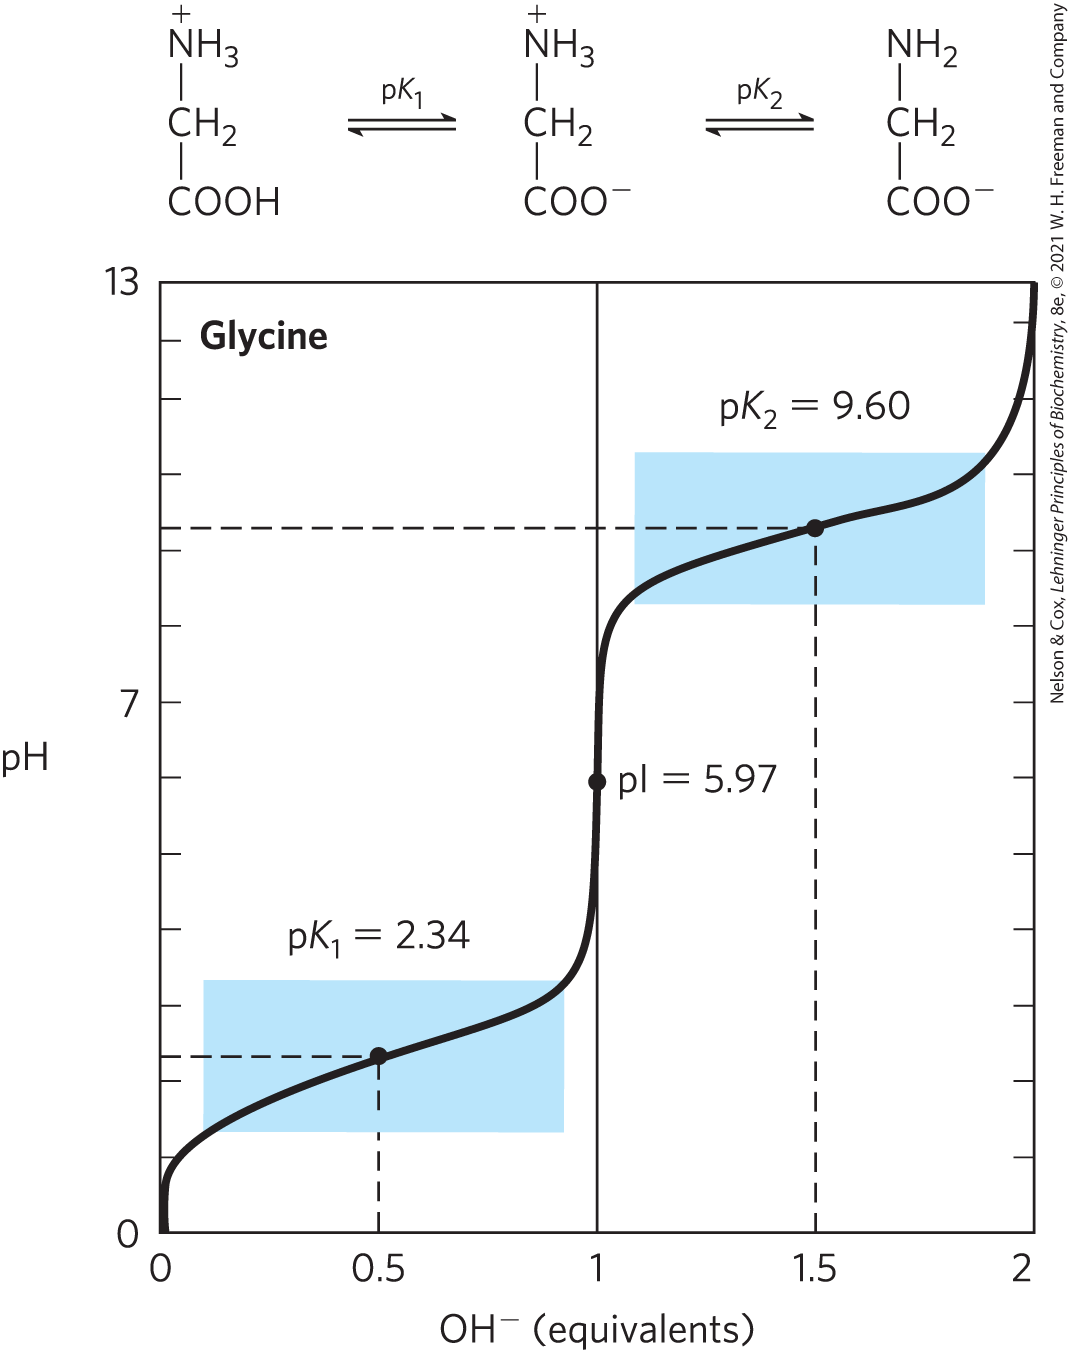 + +
NH₃ NH₃ NH₂
pK₁ pK₂
CH₂ CH₂ CH₂
COOH COO⁻ COO⁻
13
Glycine
pK₂ = 9.60
7
pH
pI = 5.97
pK₁ = 2.34
0
0 0.5 1 1.5 2
OH⁻ (equivalents)
Nelson & Cox, Lehninger Principles of Biochemistry, 8e, © 2021 W. H. Freeman and Company